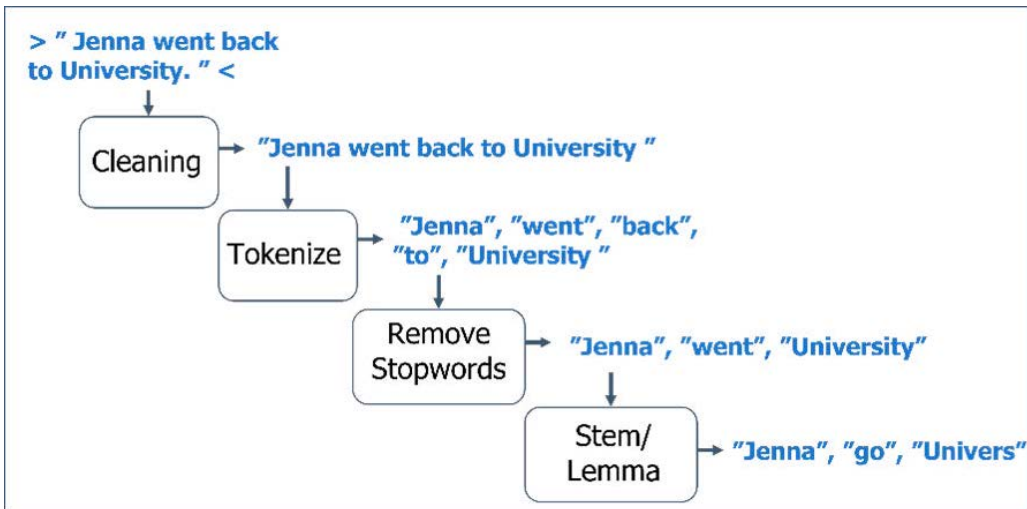 > " Jenna went back
to University. " <
Cleaning
"Jenna went back to University "
Tokenize
"Jenna", "went", "back",
"to", "University "
Remove
Stopwords
"Jenna", "went", "University"
Stem/
Lemma
"Jenna", "go", "Univers"